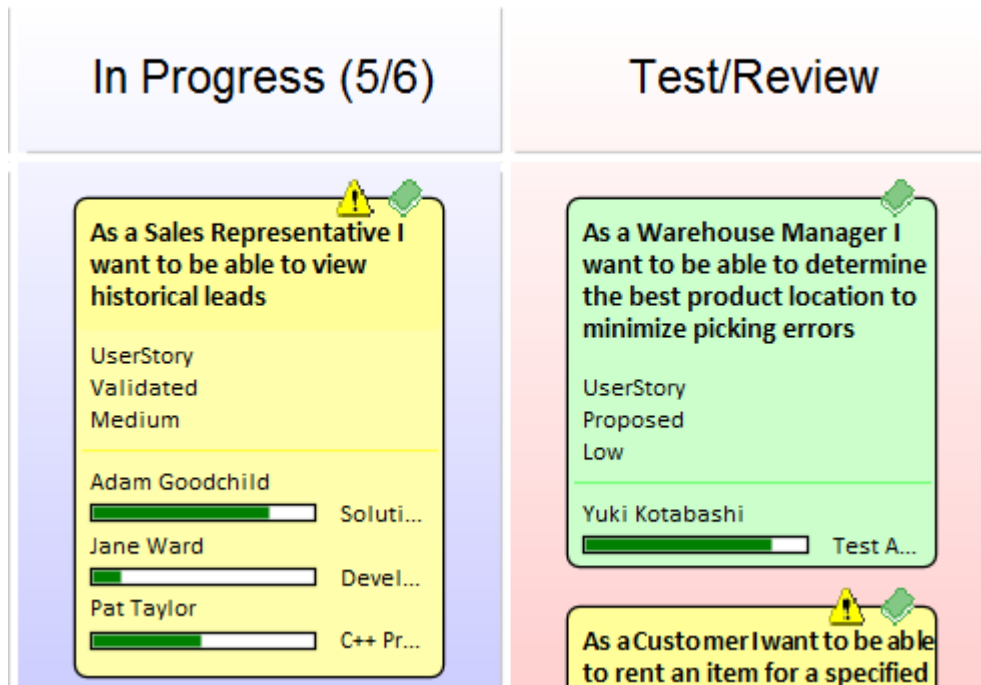 In Progress (5/6)
Test/Review
As a Sales Representative I
want to be able to view
historical leads
UserStory
Validated
Medium
Adam Goodchild
Soluti...
Jane Ward
Devel...
Pat Taylor
C++ Pr...
As a Warehouse Manager I
want to be able to determine
the best product location to
minimize picking errors
UserStory
Proposed
Low
Yuki Kotabashi
Test A...
As a Customer I want to be able
to rent an item for a specified